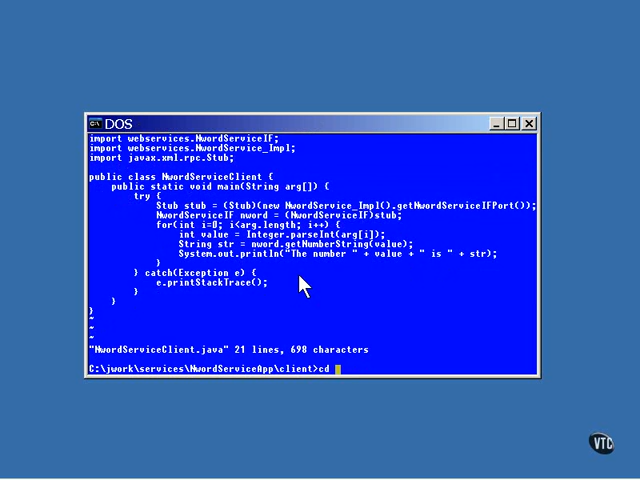 DOS
import webservices.NwordServiceIF;
import webservices.NwordService_Impl;
import javax.xml.rpc.Stub;
public class NwordServiceClient {
public static void main(String arg[]) {
try {
Stub stub = (Stub)(new NwordService_Impl().getNwordServiceIFPort());
NwordServiceIF nword = (NwordServiceIF)stub;
for(int i=0; i<arg.length; i++) {
int value = Integer.parseInt(arg[i]);
String str = nword.getNumberString(value);
System.out.println("The number " + value + " is " + str);
}
} catch(Exception e) {
e.printStackTrace();
}
}
}
~
~
~
"NwordServiceClient.java" 21 lines, 698 characters
C:\jwork\services\NwordServiceApp\client>cd
VTC